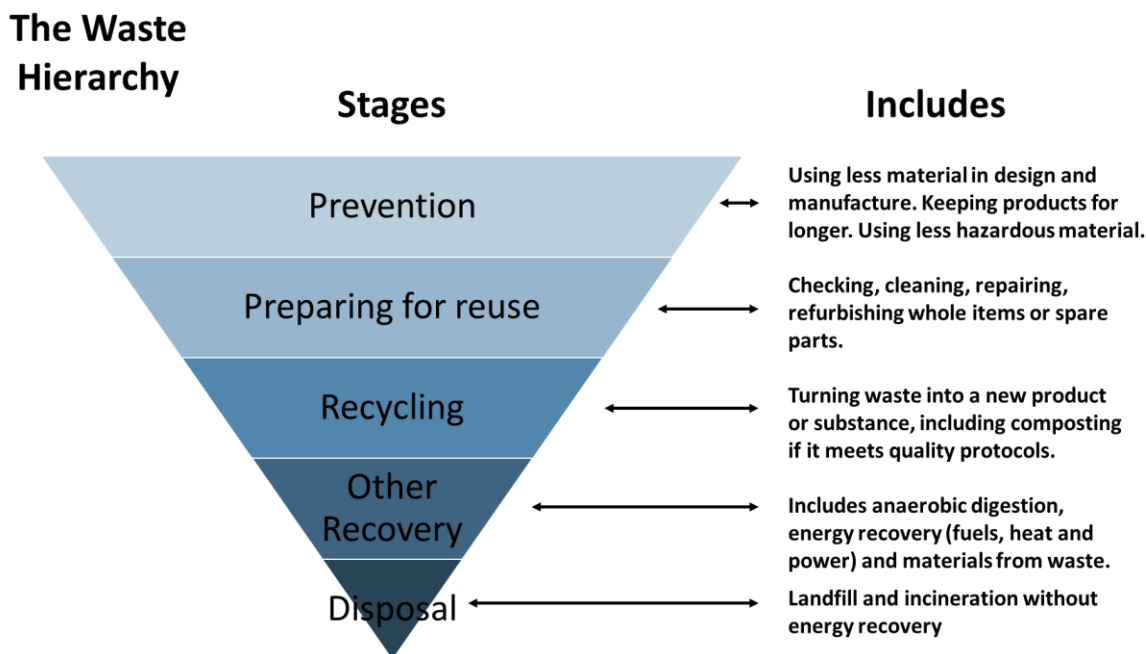 The Waste
Hierarchy
Stages
Includes
Prevention
Using less material in design and
manufacture. Keeping products for
longer. Using less hazardous material.
Preparing for reuse
Checking, cleaning, repairing,
refurbishing whole items or spare
parts.
Recycling
Turning waste into a new product
or substance, including composting
if it meets quality protocols.
Other
Recovery
Includes anaerobic digestion,
energy recovery (fuels, heat and
power) and materials from waste.
Disposal
Landfill and incineration without
energy recovery